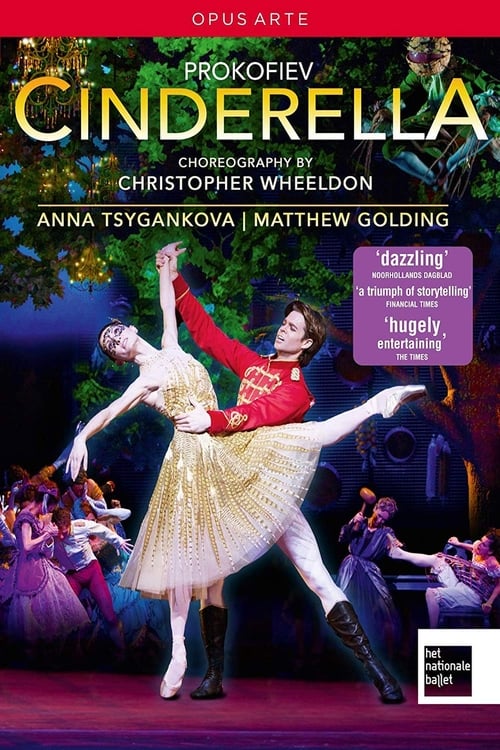 OPUS ARTE
PROKOFIEV
CINDERELLA
CHOREOGRAPHY BY
CHRISTOPHER WHEELDON
ANNA TSYGANKOVA | MATTHEW GOLDING
'dazzling'
NOORHOLLANDS DAGBLAD
'a triumph of storytelling'
FINANCIAL TIMES
'hugely
entertaining'
THE TIMES
het
nationale
ballet